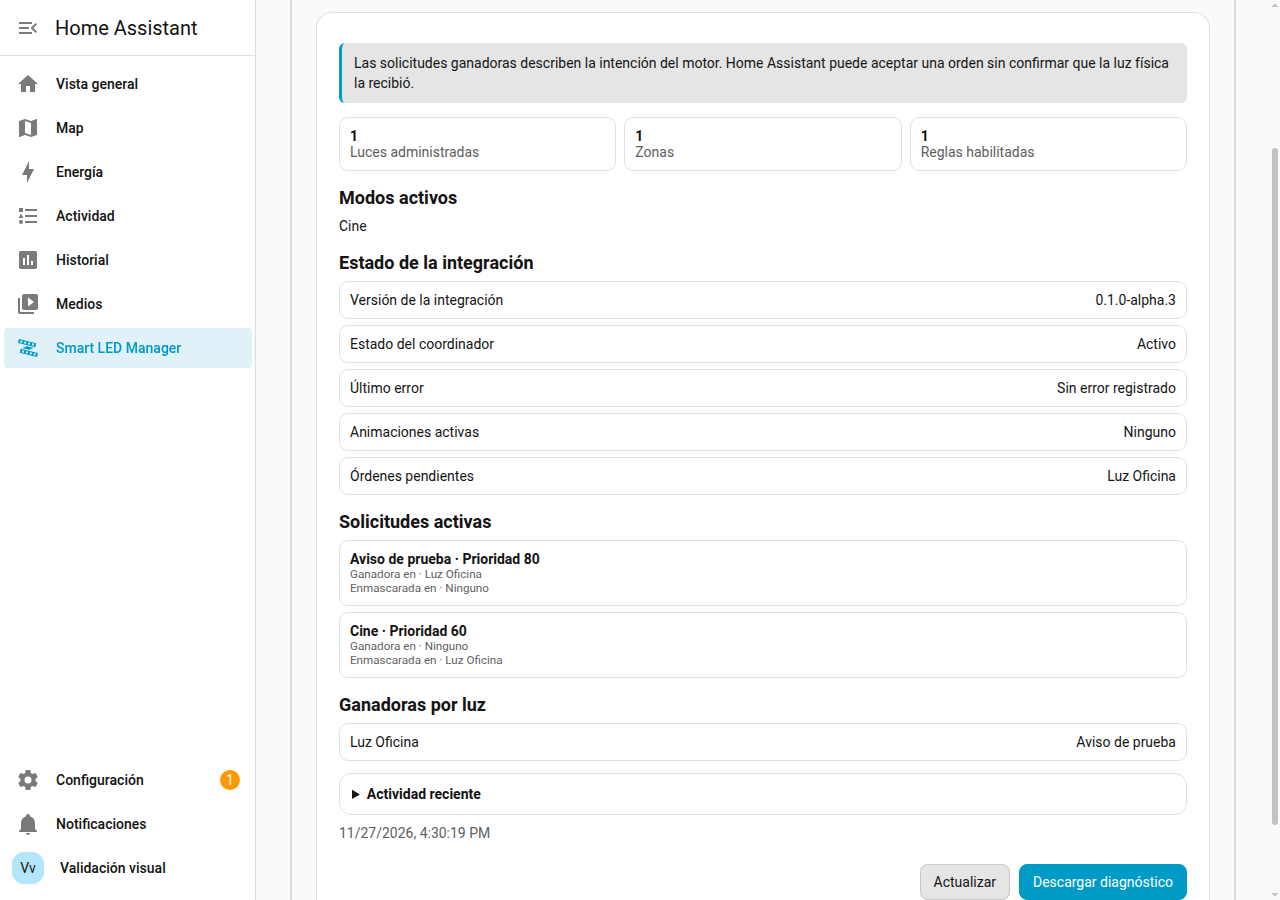 Home Assistant
Vista general
Map
Energía
Actividad
Historial
Medios
Smart LED Manager
Configuración
1
Notificaciones
Vv
Validación visual
Las solicitudes ganadoras describen la intención del motor. Home Assistant puede aceptar una orden sin confirmar que la luz física
la recibió.
1
Luces administradas
1
Zonas
1
Reglas habilitadas
Modos activos
Cine
Estado de la integración
Versión de la integración 0.1.0-alpha.3
Estado del coordinador Activo
Último error Sin error registrado
Animaciones activas Ninguno
Órdenes pendientes Luz Oficina
Solicitudes activas
Aviso de prueba · Prioridad 80
Ganadora en · Luz Oficina
Enmascarada en · Ninguno
Cine · Prioridad 60
Ganadora en · Ninguno
Enmascarada en · Luz Oficina
Ganadoras por luz
Luz Oficina Aviso de prueba
Actividad reciente
11/27/2026, 4:30:19 PM
Actualizar Descargar diagnóstico